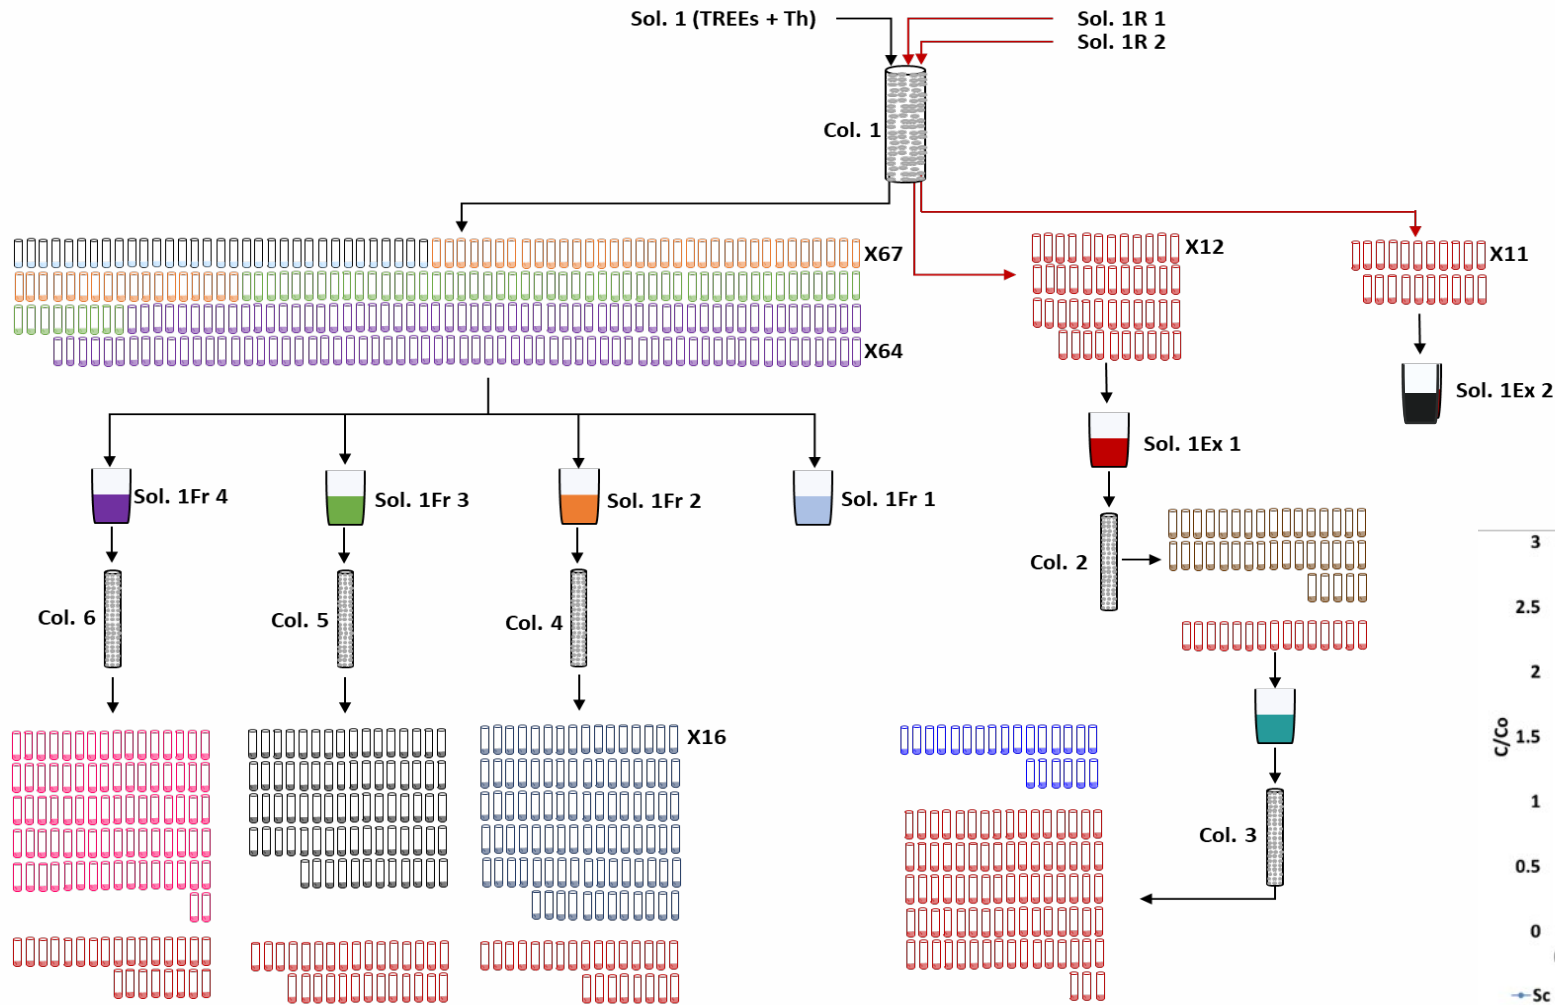 Sol. 1 (TREEs + Th)
Sol. 1R 1
Sol. 1R 2
Col. 1
X67
X12
X11
X64
Sol. 1Ex 2
Sol. 1Ex 1
Sol. 1Fr 4
Sol. 1Fr 3
Sol. 1Fr 2
Sol. 1Fr 1
Col. 2
Col. 6
Col. 5
Col. 4
X16
Col. 3
3
2.5
2
1.5
1
0.5
0
C/Co
Sc